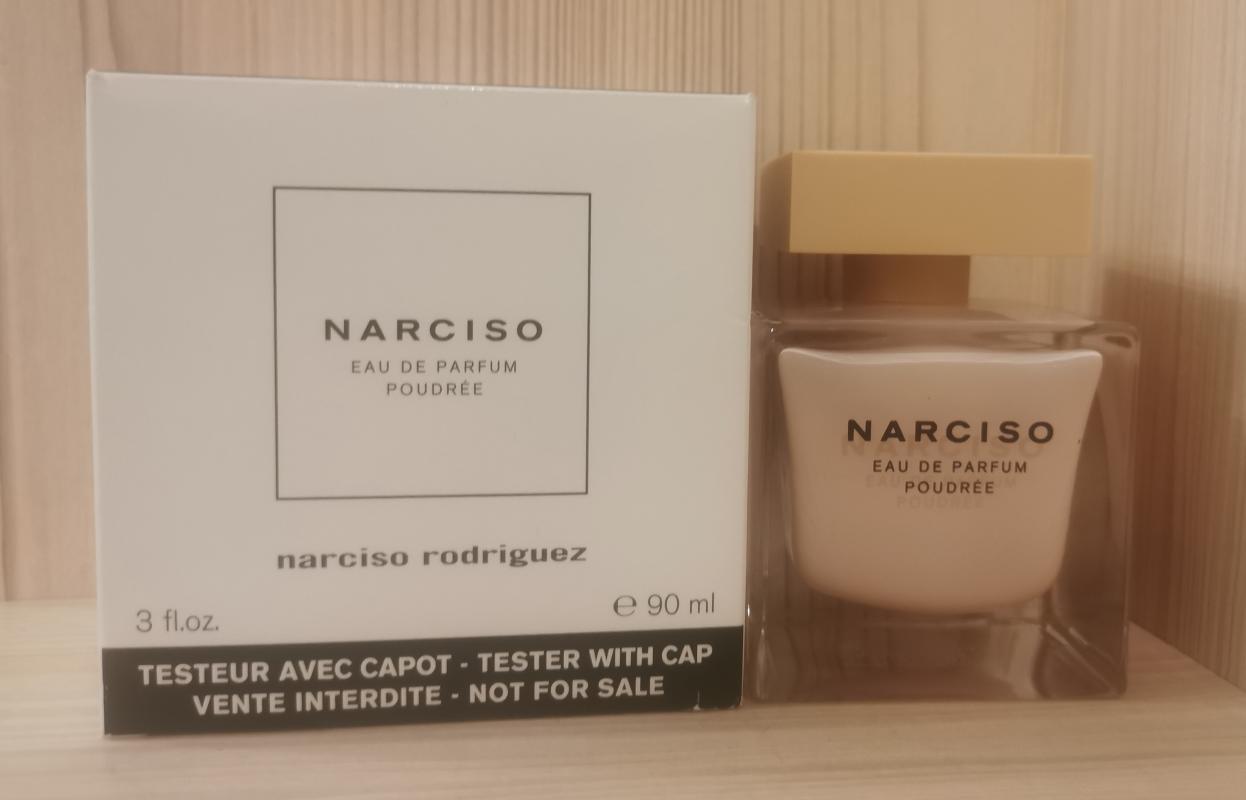 NARCISO
EAU DE PARFUM
POUDRÉE
narciso rodriguez
3 fl.oz.
℮ 90 ml
TESTEUR AVEC CAPOT - TESTER WITH CAP
VENTE INTERDITE - NOT FOR SALE
NARCISO
EAU DE PARFUM
POUDRÉE